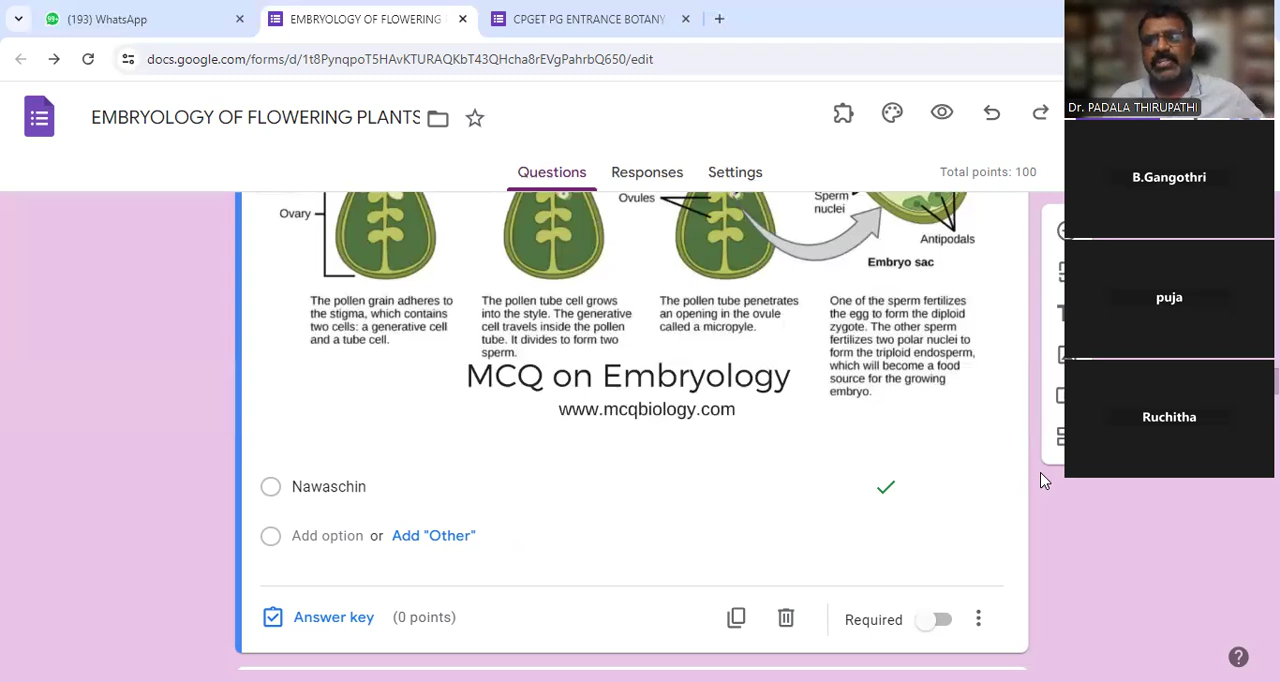 (193) WhatsApp
EMBRYOLOGY OF FLOWERING
CPGET PG ENTRANCE BOTANY
docs.google.com/forms/d/1t8PynqpoT5HAvKTURAQKbT43QHcha8rEVgPahrbQ650/edit
EMBRYOLOGY OF FLOWERING PLANTS
Questions
Responses
Settings
Total points: 100
Dr. PADALA THIRUPATHI
B.Gangothri
puja
Ruchitha
Ovary
Ovules
Sperm
nuclei
Antipodals
Embryo sac
The pollen grain adheres to
the stigma, which contains
two cells: a generative cell
and a tube cell.
The pollen tube cell grows
into the style. The generative
cell travels inside the pollen
tube. It divides to form two
sperm.
The pollen tube penetrates
an opening in the ovule
called a micropyle.
One of the sperm fertilizes
the egg to form the diploid
zygote. The other sperm
fertilizes two polar nuclei to
form the triploid endosperm,
which will become a food
source for the growing
embryo.
MCQ on Embryology
www.mcqbiology.com
Nawaschin
Add option or Add "Other"
Answer key (0 points)
Required